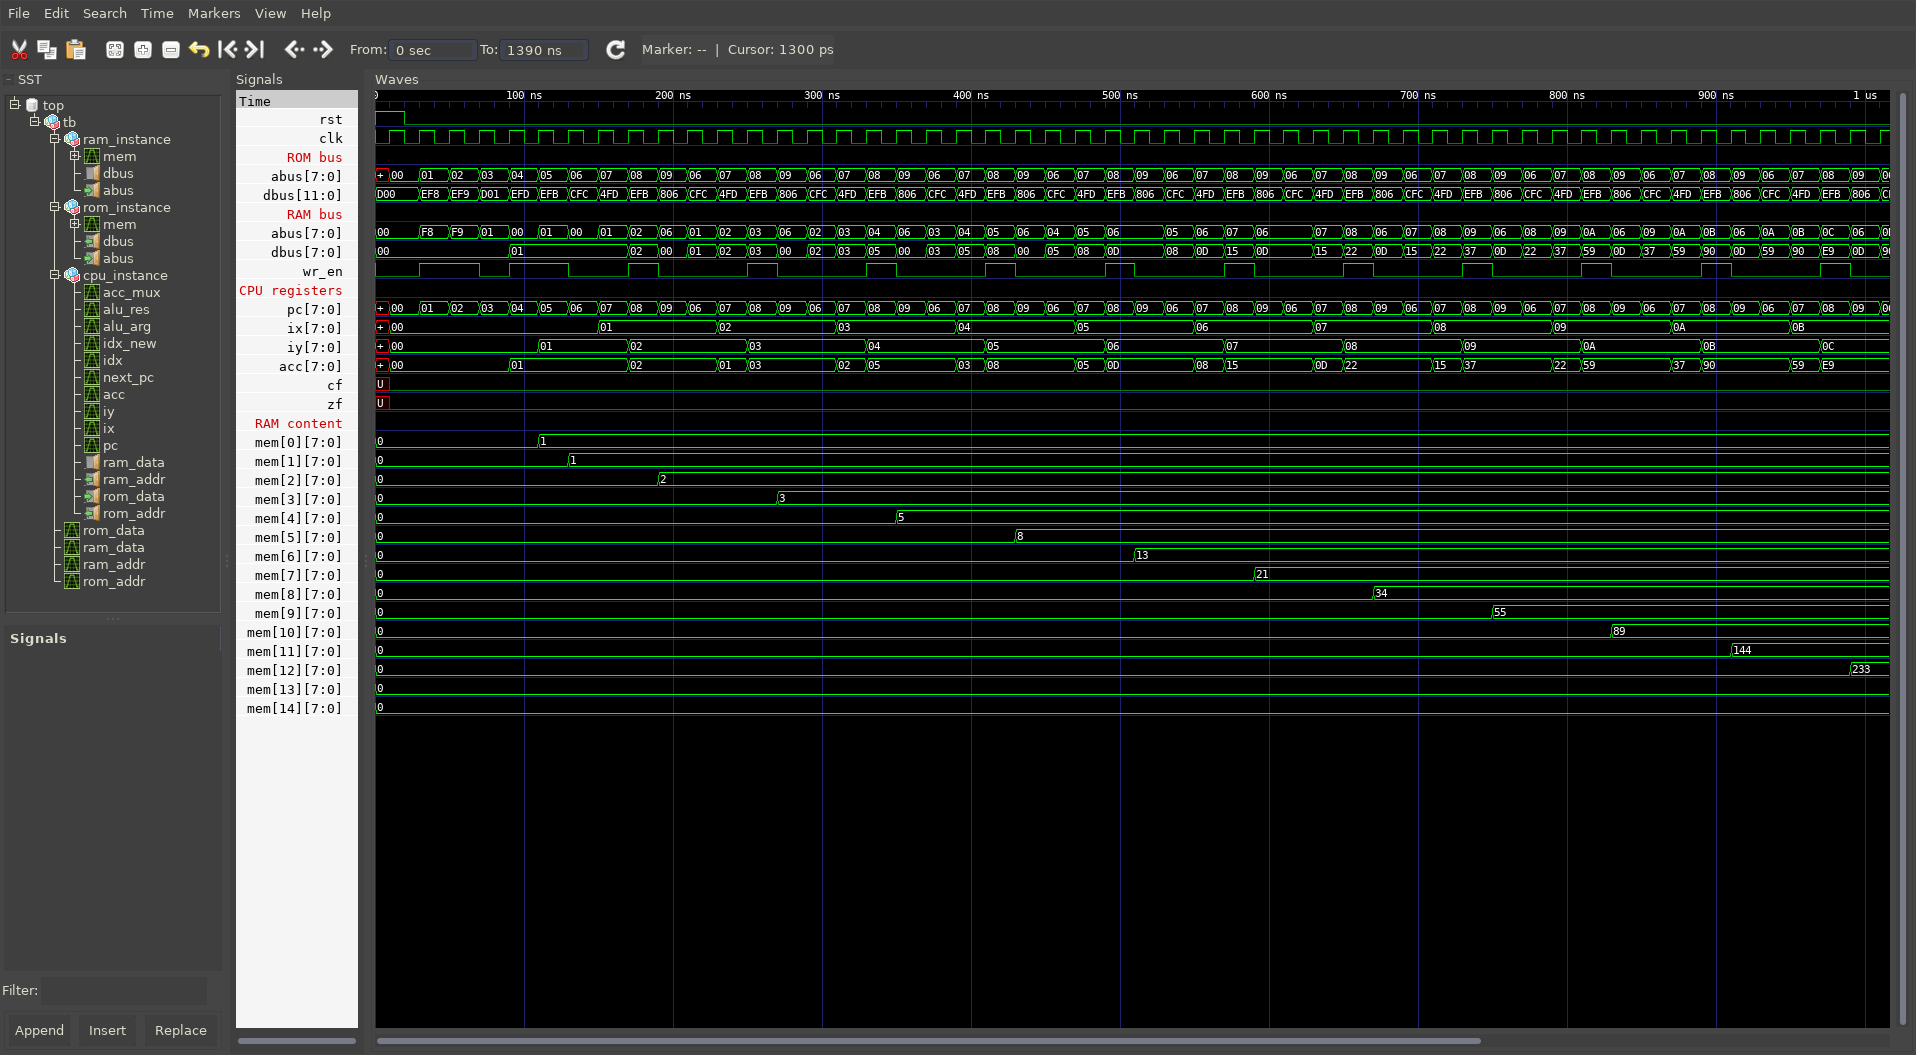 File Edit Search Time Markers View Help
From: 0 sec To: 1390 ns Marker: -- | Cursor: 1300 ps
SST
top
tb
ram_instance
mem
dbus
abus
rom_instance
mem
dbus
abus
cpu_instance
acc_mux
alu_res
alu_arg
idx_new
idx
next_pc
acc
iy
ix
pc
ram_data
ram_addr
rom_data
rom_addr
rom_data
ram_data
ram_addr
rom_addr
Signals
Filter:
Append Insert Replace
Signals
Waves
Time 0 100 ns 200 ns 300 ns 400 ns 500 ns 600 ns 700 ns 800 ns 900 ns 1 us
rst
clk
ROM bus
abus[7:0] + 00 01 02 03 04 05 06 07 08 09 06 07 08 09 06 07 08 09 06 07 08 09 06 07 08 09 06 07 08 09 06 07 08 09 06 07 08 09 06 07 08 09 06 07 08 09 06 07 08 09
dbus[11:0] D00 EF8 EF9 D01 EFD EFB CFC 4FD EFB 806 CFC 4FD EFB 806 CFC 4FD EFB 806 CFC 4FD EFB 806 CFC 4FD EFB 806 CFC 4FD EFB 806 CFC 4FD EFB 806 CFC 4FD EFB 806 CFC 4FD EFB 806 CFC 4FD EFB 806 CFC 4FD EFB 806
RAM bus
abus[7:0] 00 F8 F9 01 00 01 00 01 02 06 01 02 03 06 02 03 04 06 03 04 05 06 04 05 06 05 06 07 06 07 08 06 07 08 09 06 08 09 0A 06 09 0A 0B 06 0A 0B 0C 06
dbus[7:0] 00 01 02 00 01 02 03 00 02 03 05 00 03 05 08 00 05 08 0D 08 0D 15 0D 15 22 0D 15 22 37 0D 22 37 59 0D 37 59 90 0D 59 90 E9 0D
wr_en
CPU registers
pc[7:0] + 00 01 02 03 04 05 06 07 08 09 06 07 08 09 06 07 08 09 06 07 08 09 06 07 08 09 06 07 08 09 06 07 08 09 06 07 08 09 06 07 08 09 06 07 08 09 06 07 08 09
ix[7:0] + 00 01 02 03 04 05 06 07 08 09 0A 0B
iy[7:0] + 00 01 02 03 04 05 06 07 08 09 0A 0B 0C
acc[7:0] + 00 01 02 01 03 02 05 03 08 05 0D 08 15 0D 22 15 37 22 59 37 90 59 E9
cf U
zf U
RAM content
mem[0][7:0] 0 1
mem[1][7:0] 0 1
mem[2][7:0] 0 2
mem[3][7:0] 0 3
mem[4][7:0] 0 5
mem[5][7:0] 0 8
mem[6][7:0] 0 13
mem[7][7:0] 0 21
mem[8][7:0] 0 34
mem[9][7:0] 0 55
mem[10][7:0] 0 89
mem[11][7:0] 0 144
mem[12][7:0] 0 233
mem[13][7:0] 0
mem[14][7:0] 0